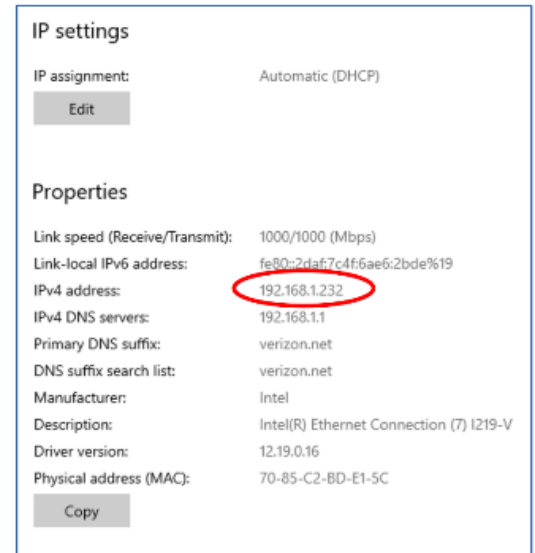 IP settings
IP assignment: Automatic (DHCP)
Edit
Properties
Link speed (Receive/Transmit): 1000/1000 (Mbps)
Link-local IPv6 address: fe80::2daf:7c4f:6ae6:2bde%19
IPv4 address: 192.168.1.232
IPv4 DNS servers: 192.168.1.1
Primary DNS suffix: verizon.net
DNS suffix search list: verizon.net
Manufacturer: Intel
Description: Intel(R) Ethernet Connection (7) I219-V
Driver version: 12.19.0.16
Physical address (MAC): 70-85-C2-BD-E1-5C
Copy